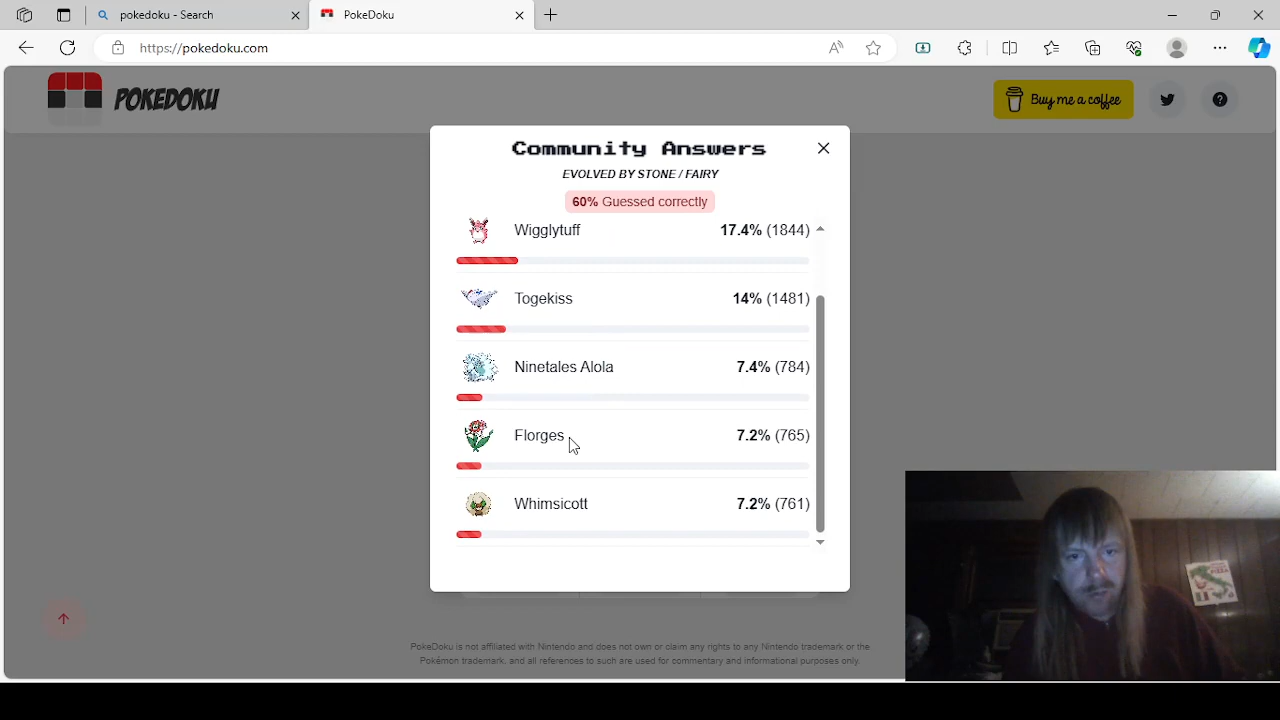 pokedoku - Search
PokeDoku
https://pokedoku.com
POKEDOKU
Buy me a coffee
Community Answers
EVOLVED BY STONE / FAIRY
60% Guessed correctly
Wigglytuff 17.4% (1844)
Togekiss 14% (1481)
Ninetales Alola 7.4% (784)
Florges 7.2% (765)
Whimsicott 7.2% (761)
PokeDoku is not affiliated with Nintendo and does not own or claim any rights to any Nintendo trademark or the
Pokémon trademark, and all references to such are used for commentary and informational purposes only.